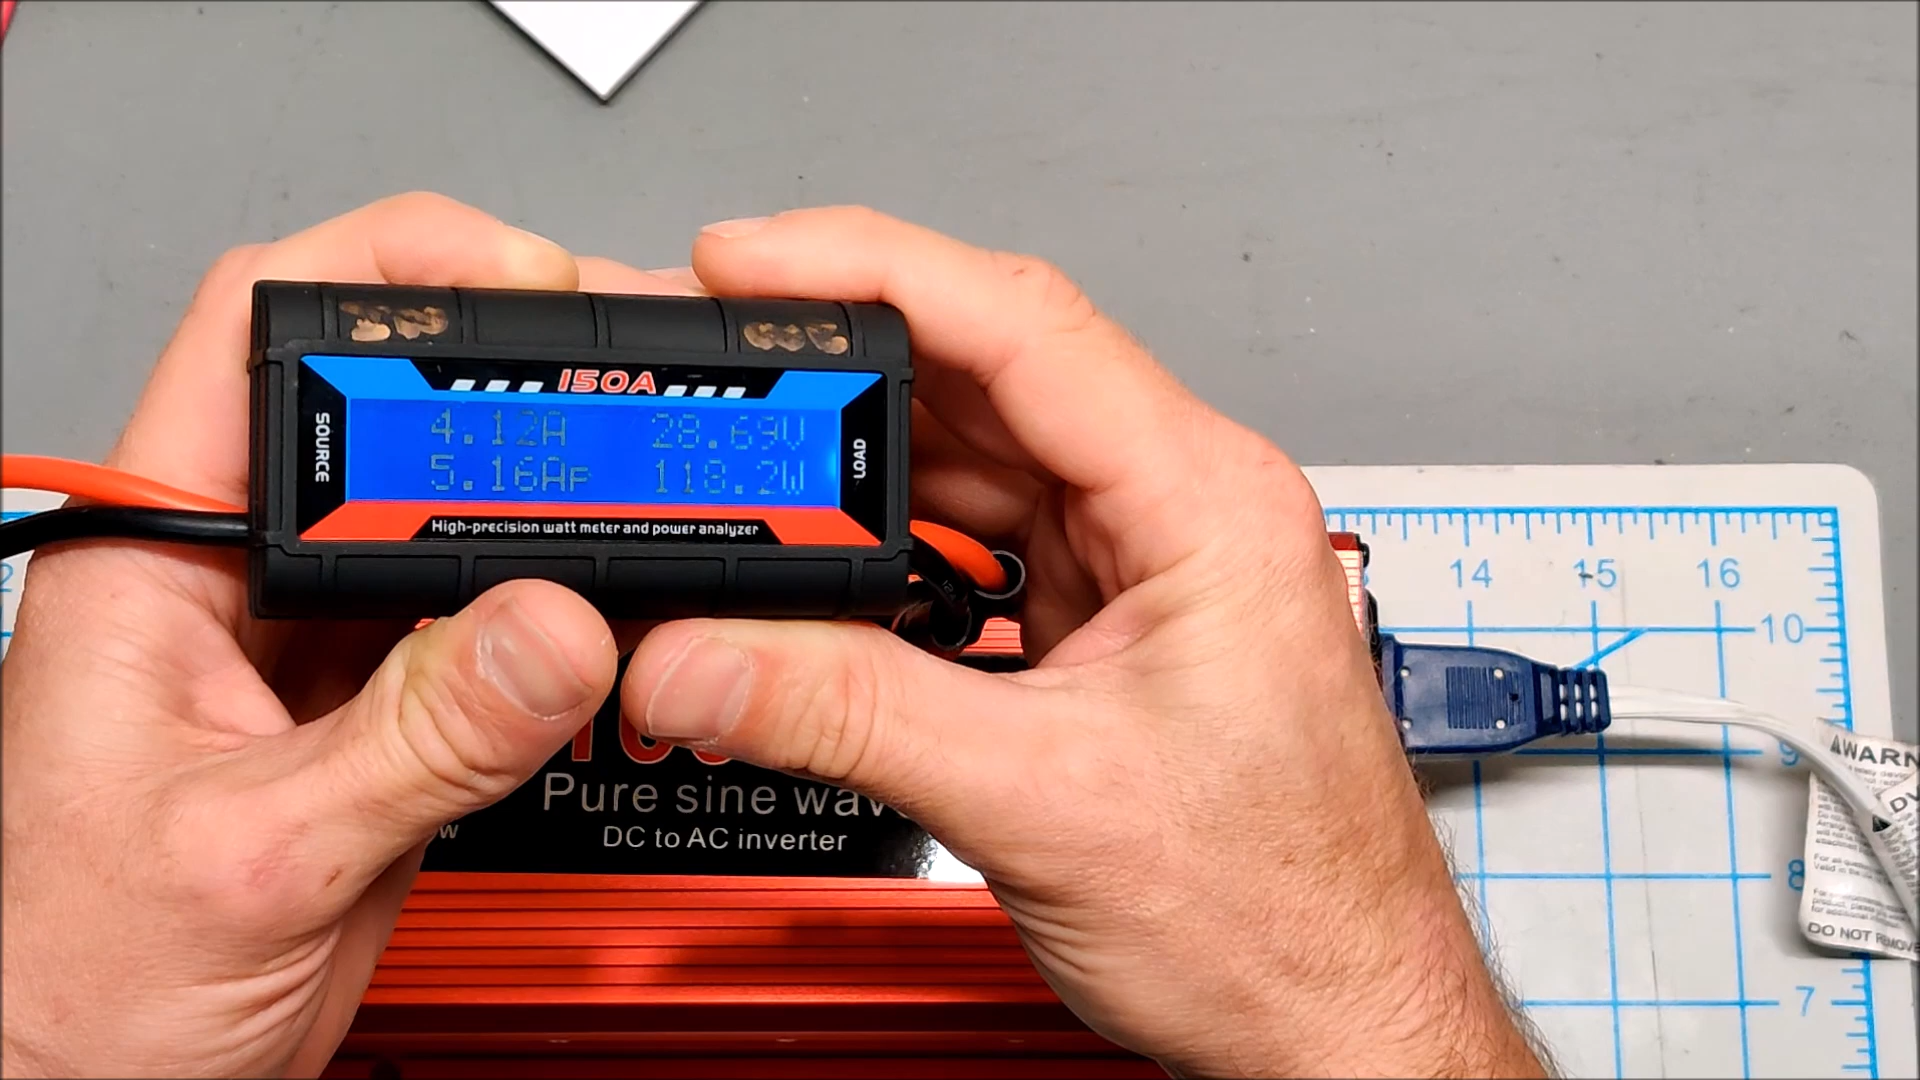 150A
SOURCE
4.12A 28.69V
5.16Ap 118.2W
LOAD
High-precision watt meter and power analyzer
14 15 16
10
9
8
7
Pure sine wav
DC to AC inverter
WARN
DO NOT REMOVE